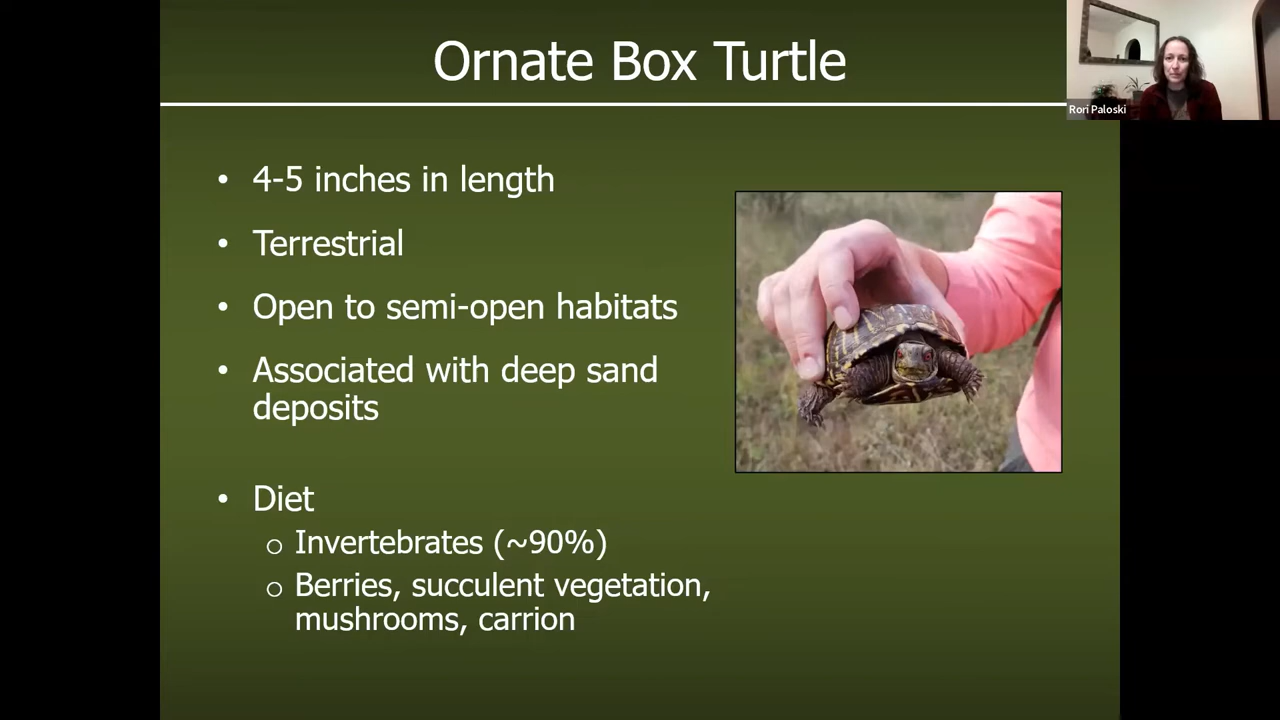 Ornate Box Turtle
Rori Paloski
• 4-5 inches in length
• Terrestrial
• Open to semi-open habitats
• Associated with deep sand
deposits
• Diet
o Invertebrates (~90%)
o Berries, succulent vegetation,
mushrooms, carrion